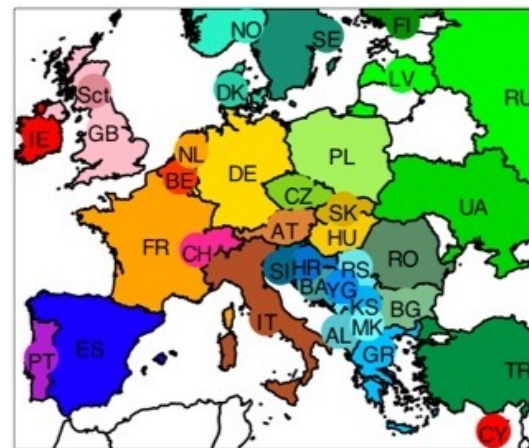 NO
FI
SE
LV
RU
DK
Sct
IE
GB
NL
BE
DE
PL
CZ
SK
UA
AT
HU
FR
CH
SI
HR
RS
RO
BA
YG
KS
BG
IT
AL
MK
GR
PT
ES
TR
CY